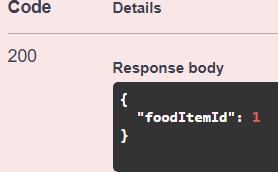 Code Details
200
Response body
{
  "foodItemId": 1
}